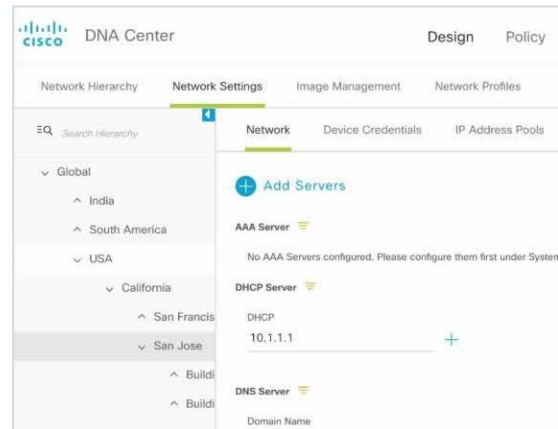 CISCO DNA Center Design Policy
Network Hierarchy Network Settings Image Management Network Profiles
EQ Search Hierarchy Network Device Credentials IP Address Pools
Global
India
South America
USA
California
San Francis
San Jose
Buildi
Buildi
Add Servers
AAA Server
No AAA Servers configured. Please configure them first under System
DHCP Server
DHCP
10.1.1.1
DNS Server
Domain Name